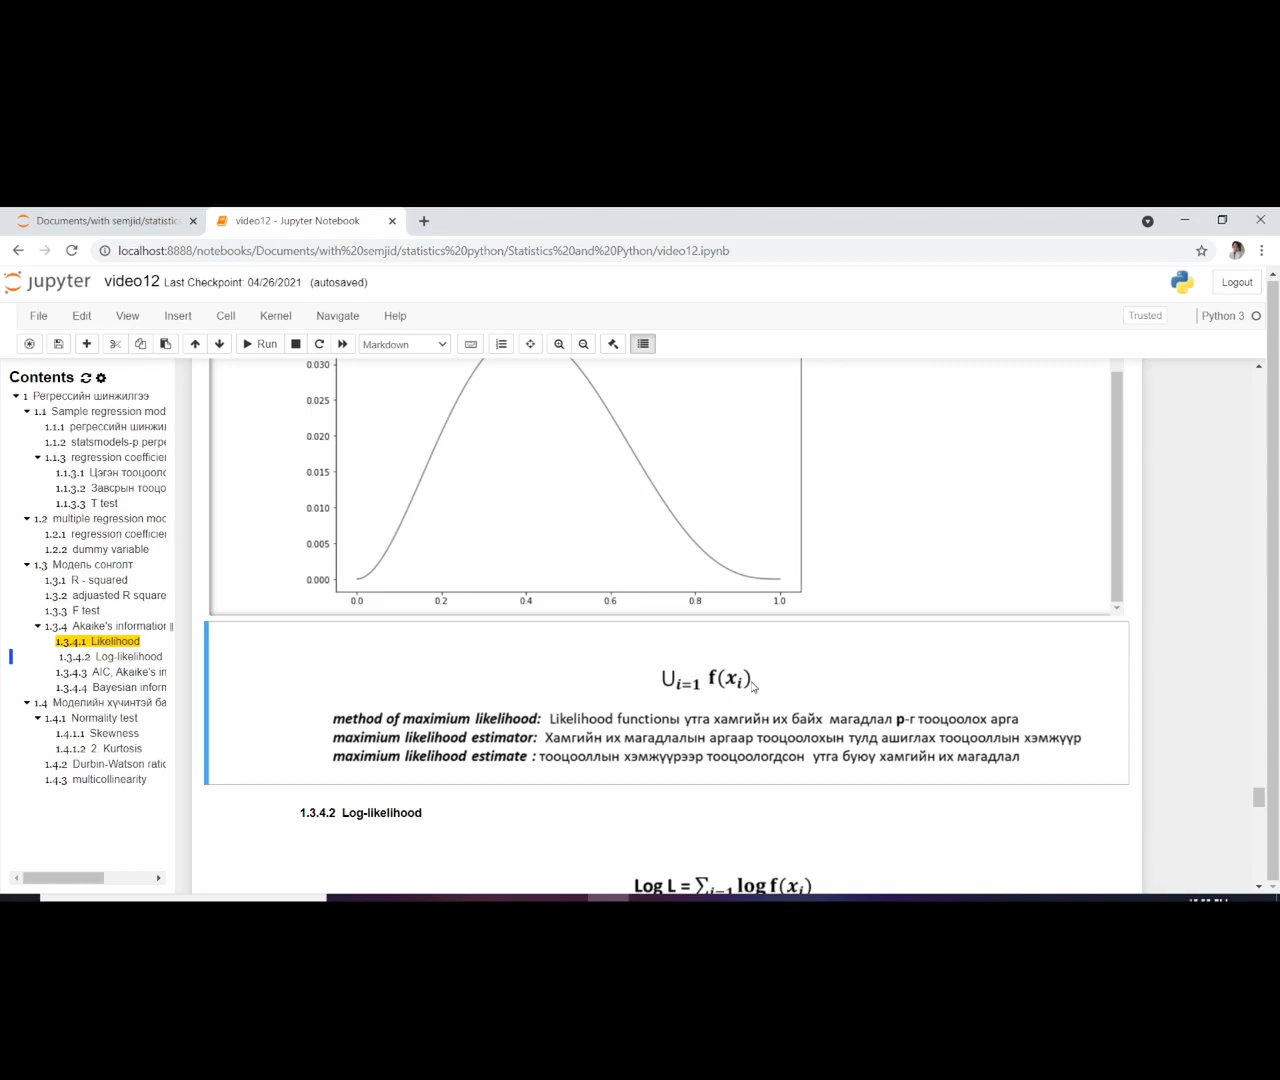 Documents/with semjid/statistic
video12 - Jupyter Notebook
localhost:8888/notebooks/Documents/with%20semjid/statistics%20python/Statistics%20and%20Python/video12.ipynb
jupyter video12 Last Checkpoint: 04/26/2021 (autosaved)
Logout
File Edit View Insert Cell Kernel Navigate Help
Trusted
Python 3
Run
Markdown
Contents
1 Регрессийн шинжилгээ
1.1 Sample regression mod
1.1.1 регрессийн шинжи
1.1.2 statsmodels-р регре
1.1.3 regression coefficie
1.1.3.1 Цэгэн тооцоол
1.1.3.2 Завсрын тооцо
1.1.3.3 T test
1.2 multiple regression moc
1.2.1 regression coefficie
1.2.2 dummy variable
1.3 Модель сонголт
1.3.1 R - squared
1.3.2 adjuasted R square
1.3.3 F test
1.3.4 Akaike's information
1.3.4.1 Likelihood
1.3.4.2 Log-likelihood
1.3.4.3 AIC, Akaike's in
1.3.4.4 Bayesian inforn
1.4 Моделийн хүчинтэй ба
1.4.1 Normality test
1.4.1.1 Skewness
1.4.1.2 2. Kurtosis
1.4.2 Durbin-Watson ratic
1.4.3 multicollinearity
0.030
0.025
0.020
0.015
0.010
0.005
0.000
0.0 0.2 0.4 0.6 0.8 1.0
⋃i=1 f(xi)
method of maximium likelihood: Likelihood functionы утга хамгийн их байх магадлал p-г тооцоолох арга
maximium likelihood estimator: Хамгийн их магадлалын аргаар тооцоолохын тулд ашиглах тооцооллын хэмжүүр
maximium likelihood estimate : тооцооллын хэмжүүрээр тооцоологдсон утга буюу хамгийн их магадлал
1.3.4.2 Log-likelihood
Log L = ∑i=1 log f(xi)